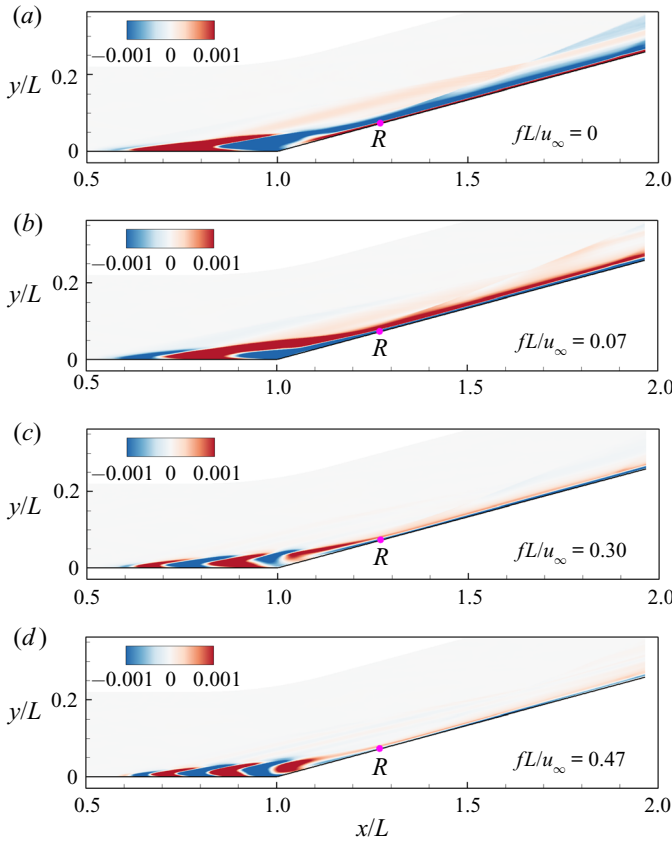 (a)
−0.001 0 0.001
0.2
y/L
0
R
fL/u∞ = 0
0.5 1.0 1.5 2.0
(b)
−0.001 0 0.001
0.2
y/L
0
R
fL/u∞ = 0.07
0.5 1.0 1.5 2.0
(c)
−0.001 0 0.001
0.2
y/L
0
R
fL/u∞ = 0.30
0.5 1.0 1.5 2.0
(d)
−0.001 0 0.001
0.2
y/L
0
R
fL/u∞ = 0.47
0.5 1.0 1.5 2.0
x/L